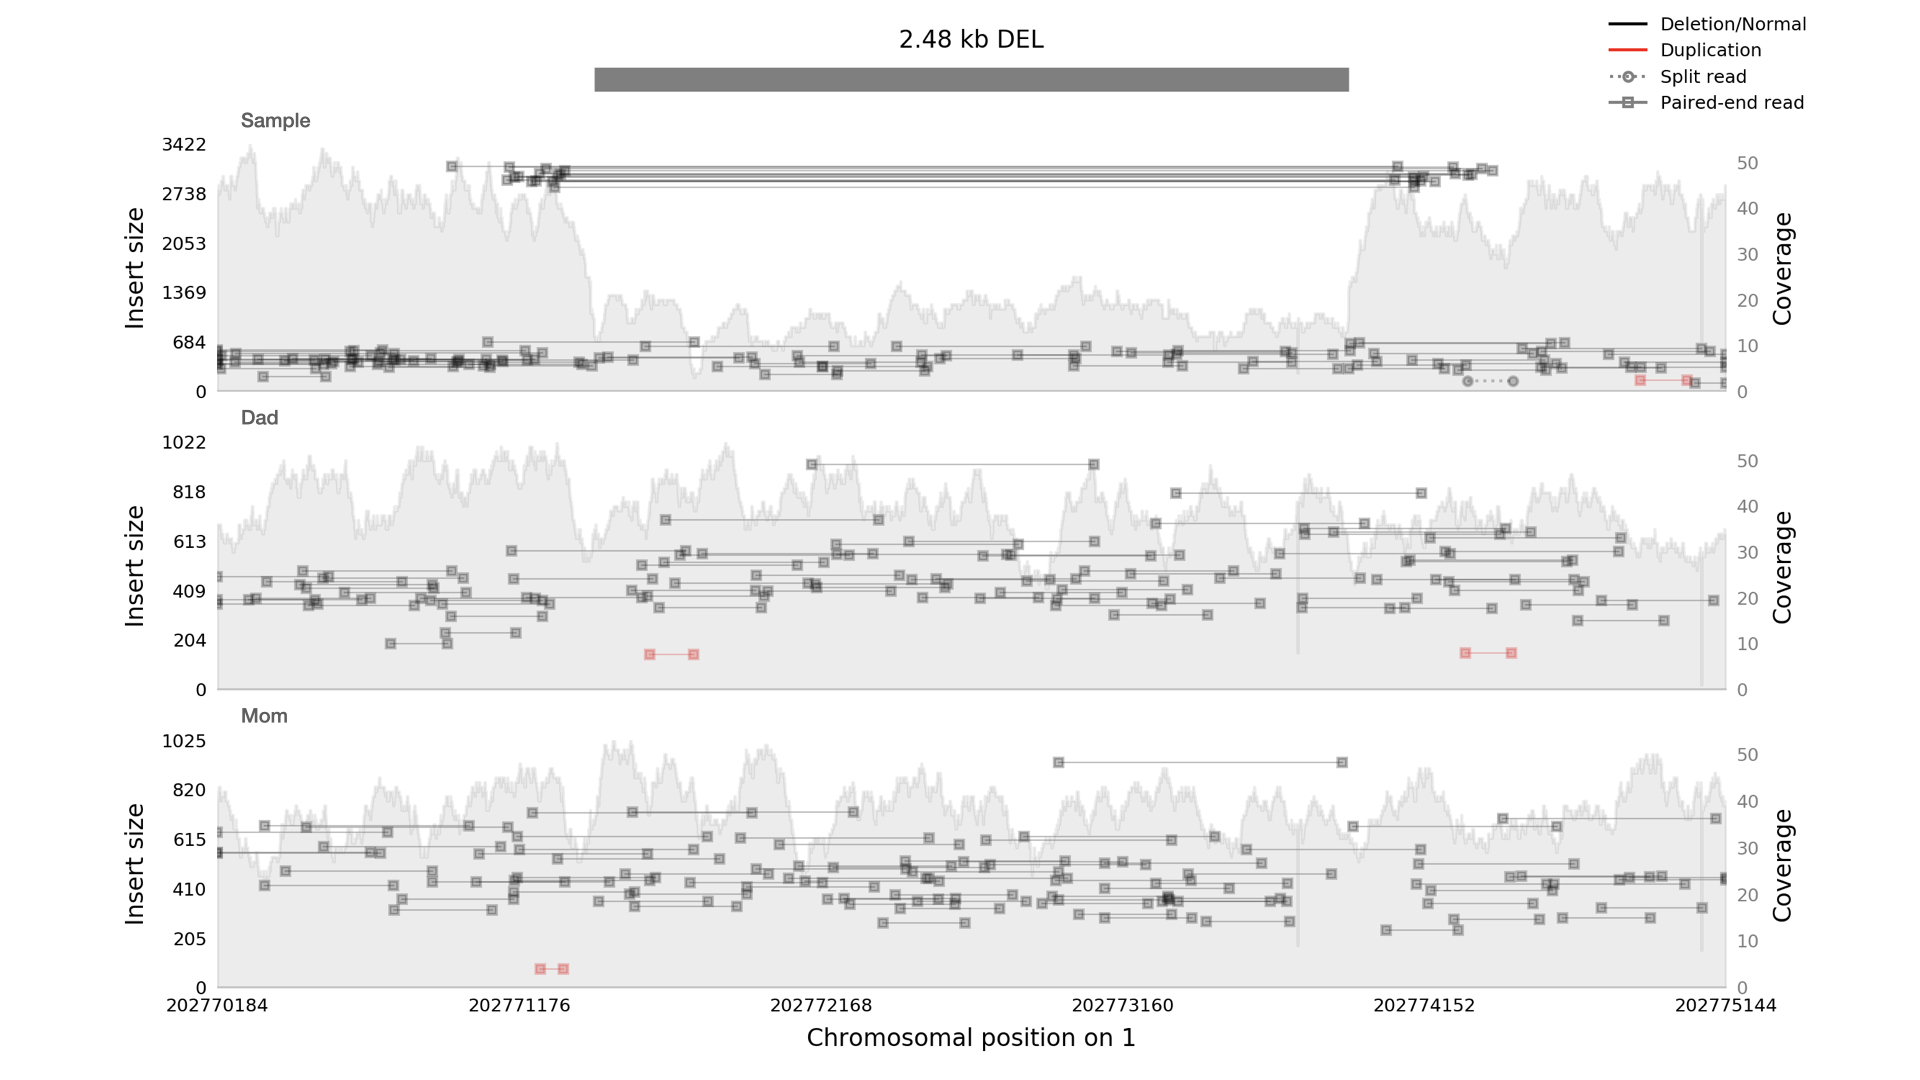 2.48 kb DEL
Deletion/Normal
Duplication
Split read
Paired-end read
Sample
Insert size
3422
2738
2053
1369
684
0
50
40
30
20
10
0
Coverage
Dad
Insert size
1022
818
613
409
204
0
50
40
30
20
10
0
Coverage
Mom
Insert size
1025
820
615
410
205
0
50
40
30
20
10
0
Coverage
202770184 202771176 202772168 202773160 202774152 202775144
Chromosomal position on 1